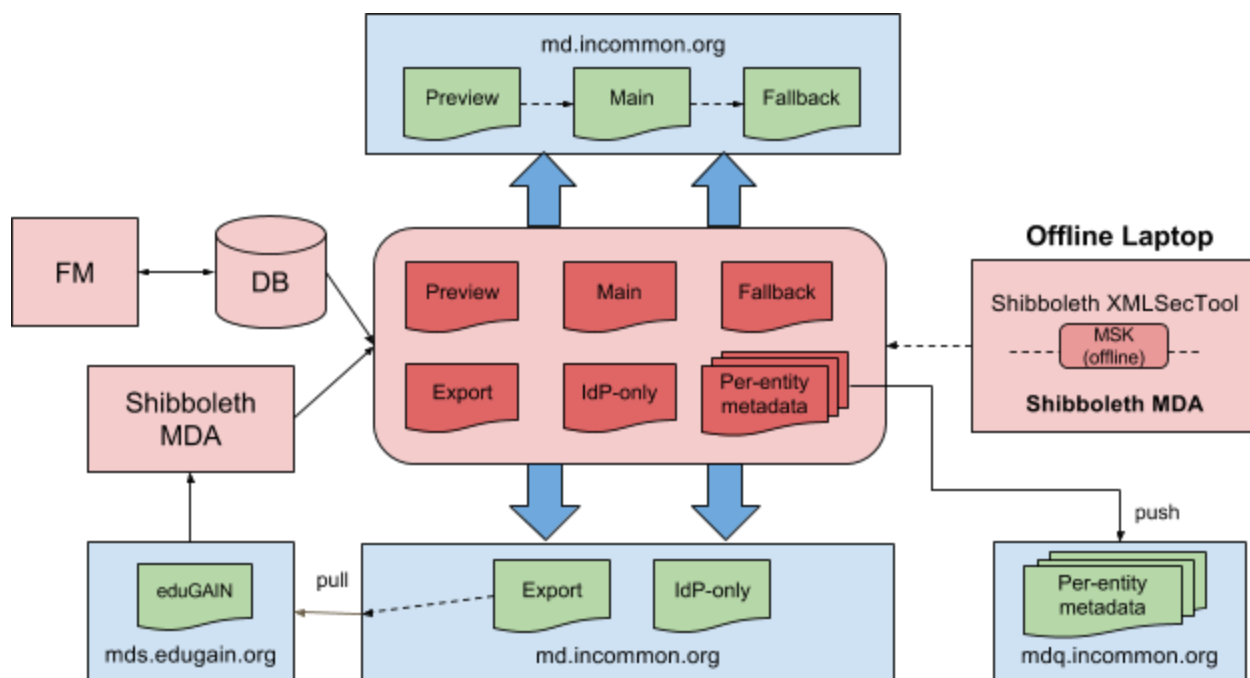 md.incommon.org
Preview
Main
Fallback
FM
DB
Preview
Main
Fallback
Export
IdP-only
Per-entity
metadata
Offline Laptop
Shibboleth XMLSecTool
MSK
(offline)
Shibboleth MDA
Shibboleth
MDA
push
eduGAIN
mds.edugain.org
pull
Export
IdP-only
md.incommon.org
Per-entity
metadata
mdq.incommon.org